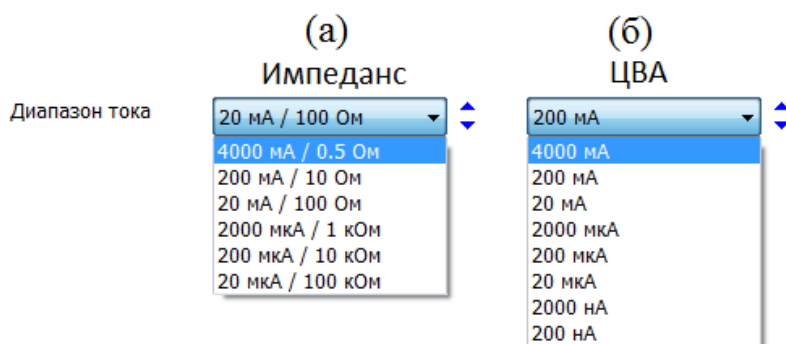 (а)
Импеданс
Диапазон тока
20 мА / 100 Ом
4000 мА / 0.5 Ом
200 мА / 10 Ом
20 мА / 100 Ом
2000 мкА / 1 кОм
200 мкА / 10 кОм
20 мкА / 100 кОм
(б)
ЦВА
200 мА
4000 мА
200 мА
20 мА
2000 мкА
200 мкА
20 мкА
2000 нА
200 нА